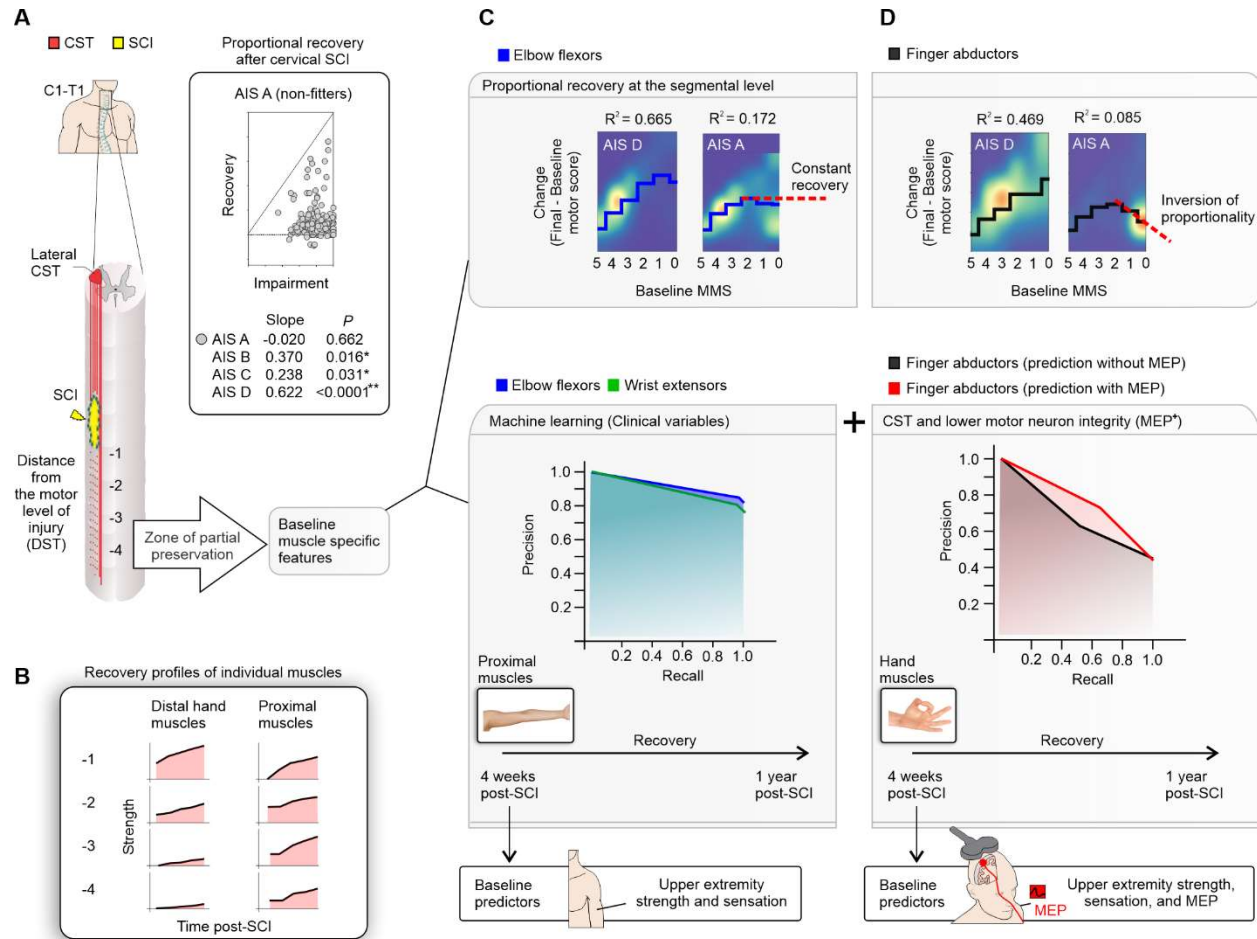 A
CST SCI
C1-T1
Lateral
CST
SCI
Distance
from
the motor
level of
injury
(DST)
-1
-2
-3
-4
Proportional recovery
after cervical SCI
AIS A (non-fitters)
Recovery
Impairment
Slope P
AIS A -0.020 0.662
AIS B 0.370 0.016*
AIS C 0.238 0.031*
AIS D 0.622 <0.0001**
Zone of partial
preservation
Baseline
muscle specific
features
B
Recovery profiles of individual muscles
Distal hand
muscles
Proximal
muscles
-1
-2
-3
-4
Strength
Time post-SCI
C
Elbow flexors
Proportional recovery at the segmental level
R² = 0.665 R² = 0.172
AIS D AIS A
Constant
recovery
Change
(Final - Baseline
motor score)
5 4 3 2 1 0 5 4 3 2 1 0
Baseline MMS
Elbow flexors Wrist extensors
Machine learning (Clinical variables)
Precision
1.0
0.8
0.6
0.4
0.2
0.2 0.4 0.6 0.8 1.0
Recall
Proximal
muscles
Recovery
4 weeks
post-SCI
1 year
post-SCI
Baseline
predictors
Upper extremity
strength and sensation
D
Finger abductors
R² = 0.469 R² = 0.085
AIS D AIS A
Inversion of
proportionality
Change
(Final - Baseline
motor score)
5 4 3 2 1 0 5 4 3 2 1 0
Baseline MMS
Finger abductors (prediction without MEP)
Finger abductors (prediction with MEP)
+
CST and lower motor neuron integrity (MEP⁺)
Precision
1.0
0.8
0.6
0.4
0.2
0.2 0.4 0.6 0.8 1.0
Recall
Hand
muscles
Recovery
4 weeks
post-SCI
1 year
post-SCI
Baseline
predictors
MEP
Upper extremity strength,
sensation, and MEP